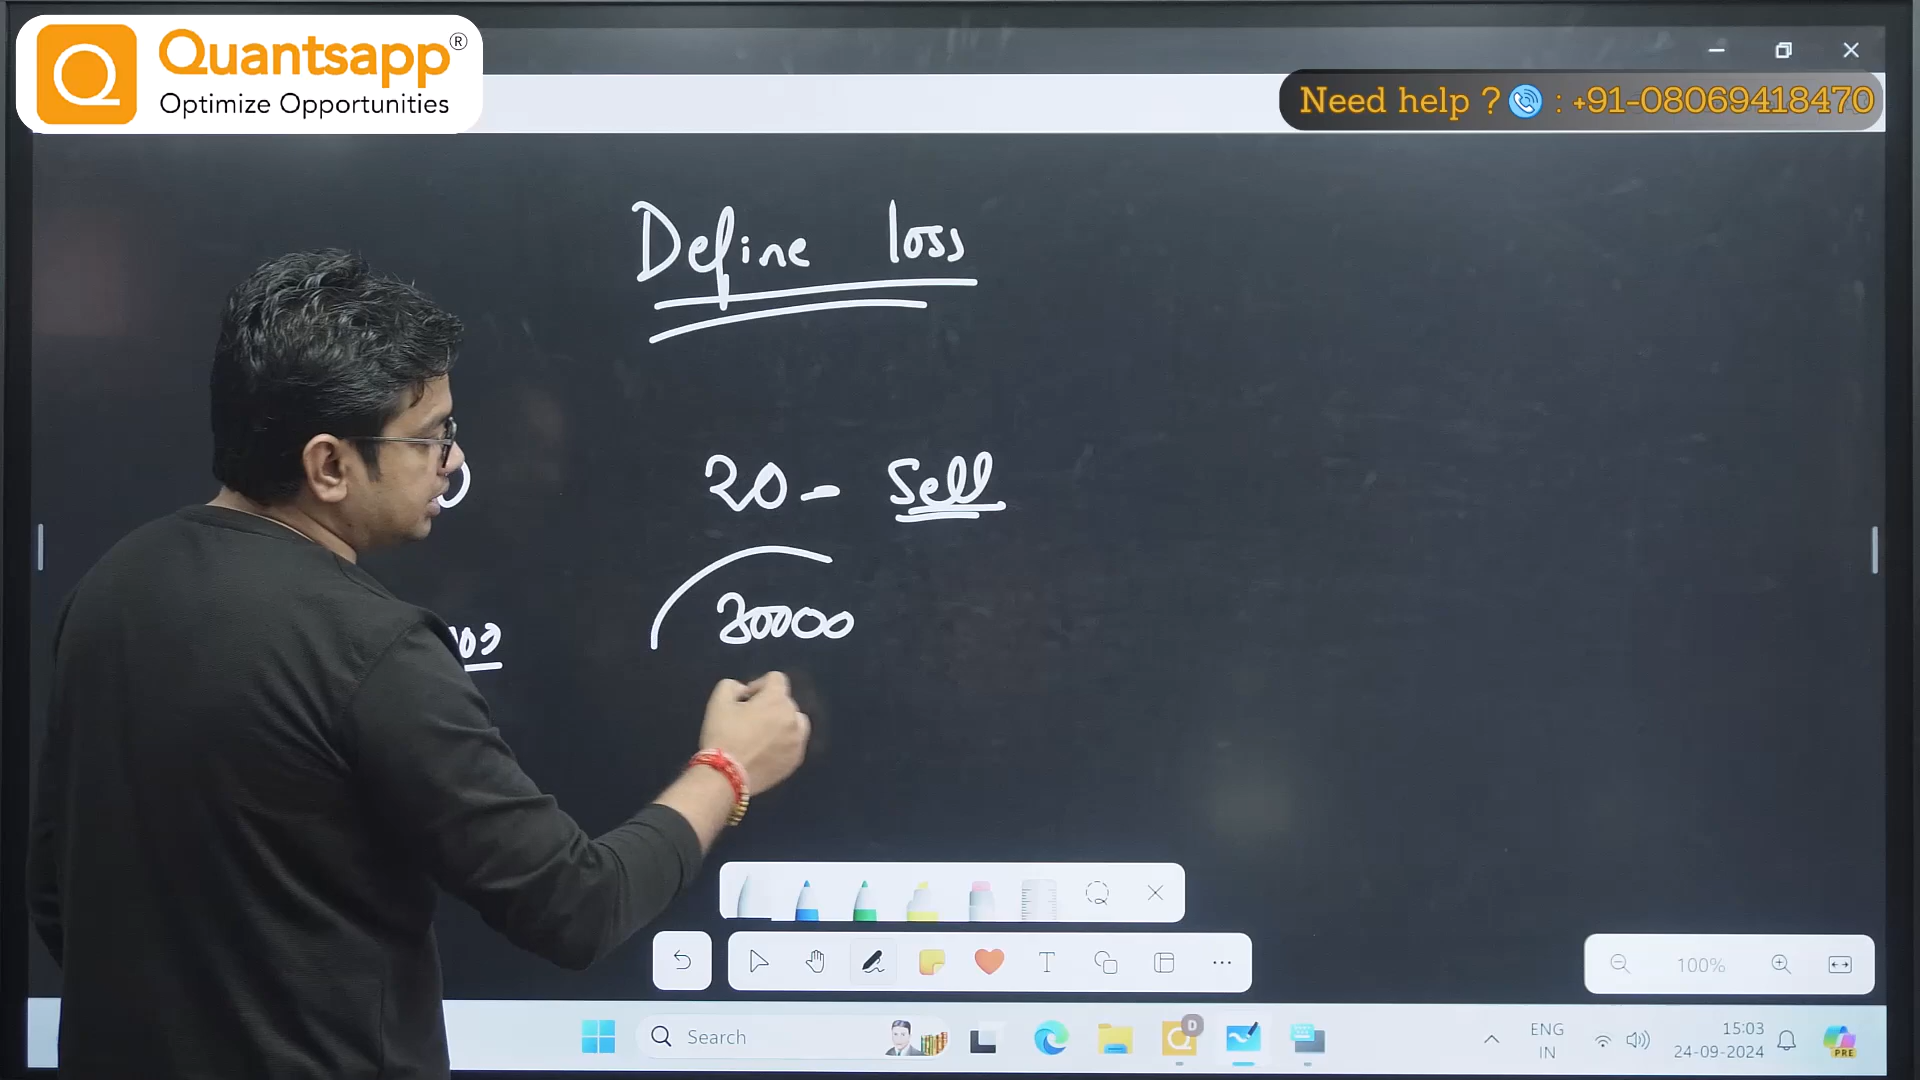 Quantsapp®
Optimize Opportunities
Need help ? : +91-08069418470
Define loss
20 - Sell
30000
100%
Search
D
ENG
IN
15:03
24-09-2024
PRE